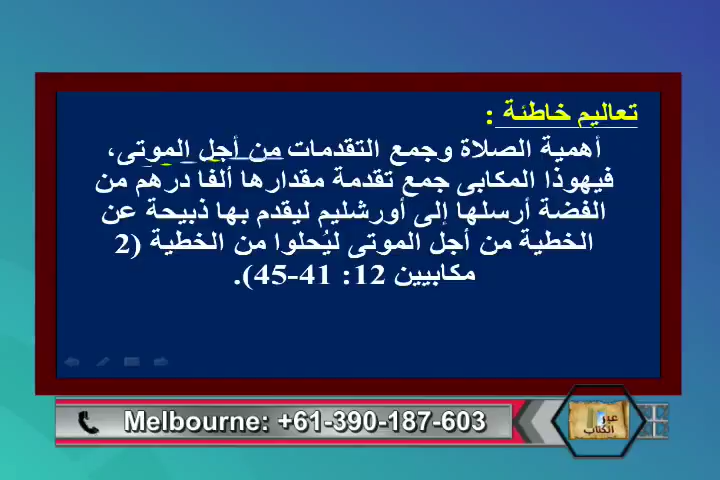 تعاليم خاطئة :
أهمية الصلاة وجمع التقدمات من أجل الموتى،
فيهوذا المكابى جمع تقدمة مقدارها ألفا درهم من
الفضة أرسلها إلى أورشليم ليقدم بها ذبيحة عن
الخطية من أجل الموتى ليُحلوا من الخطية (2
مكابيين 12: 41-45).
Melbourne: +61-390-187-603
عبر
الكتاب